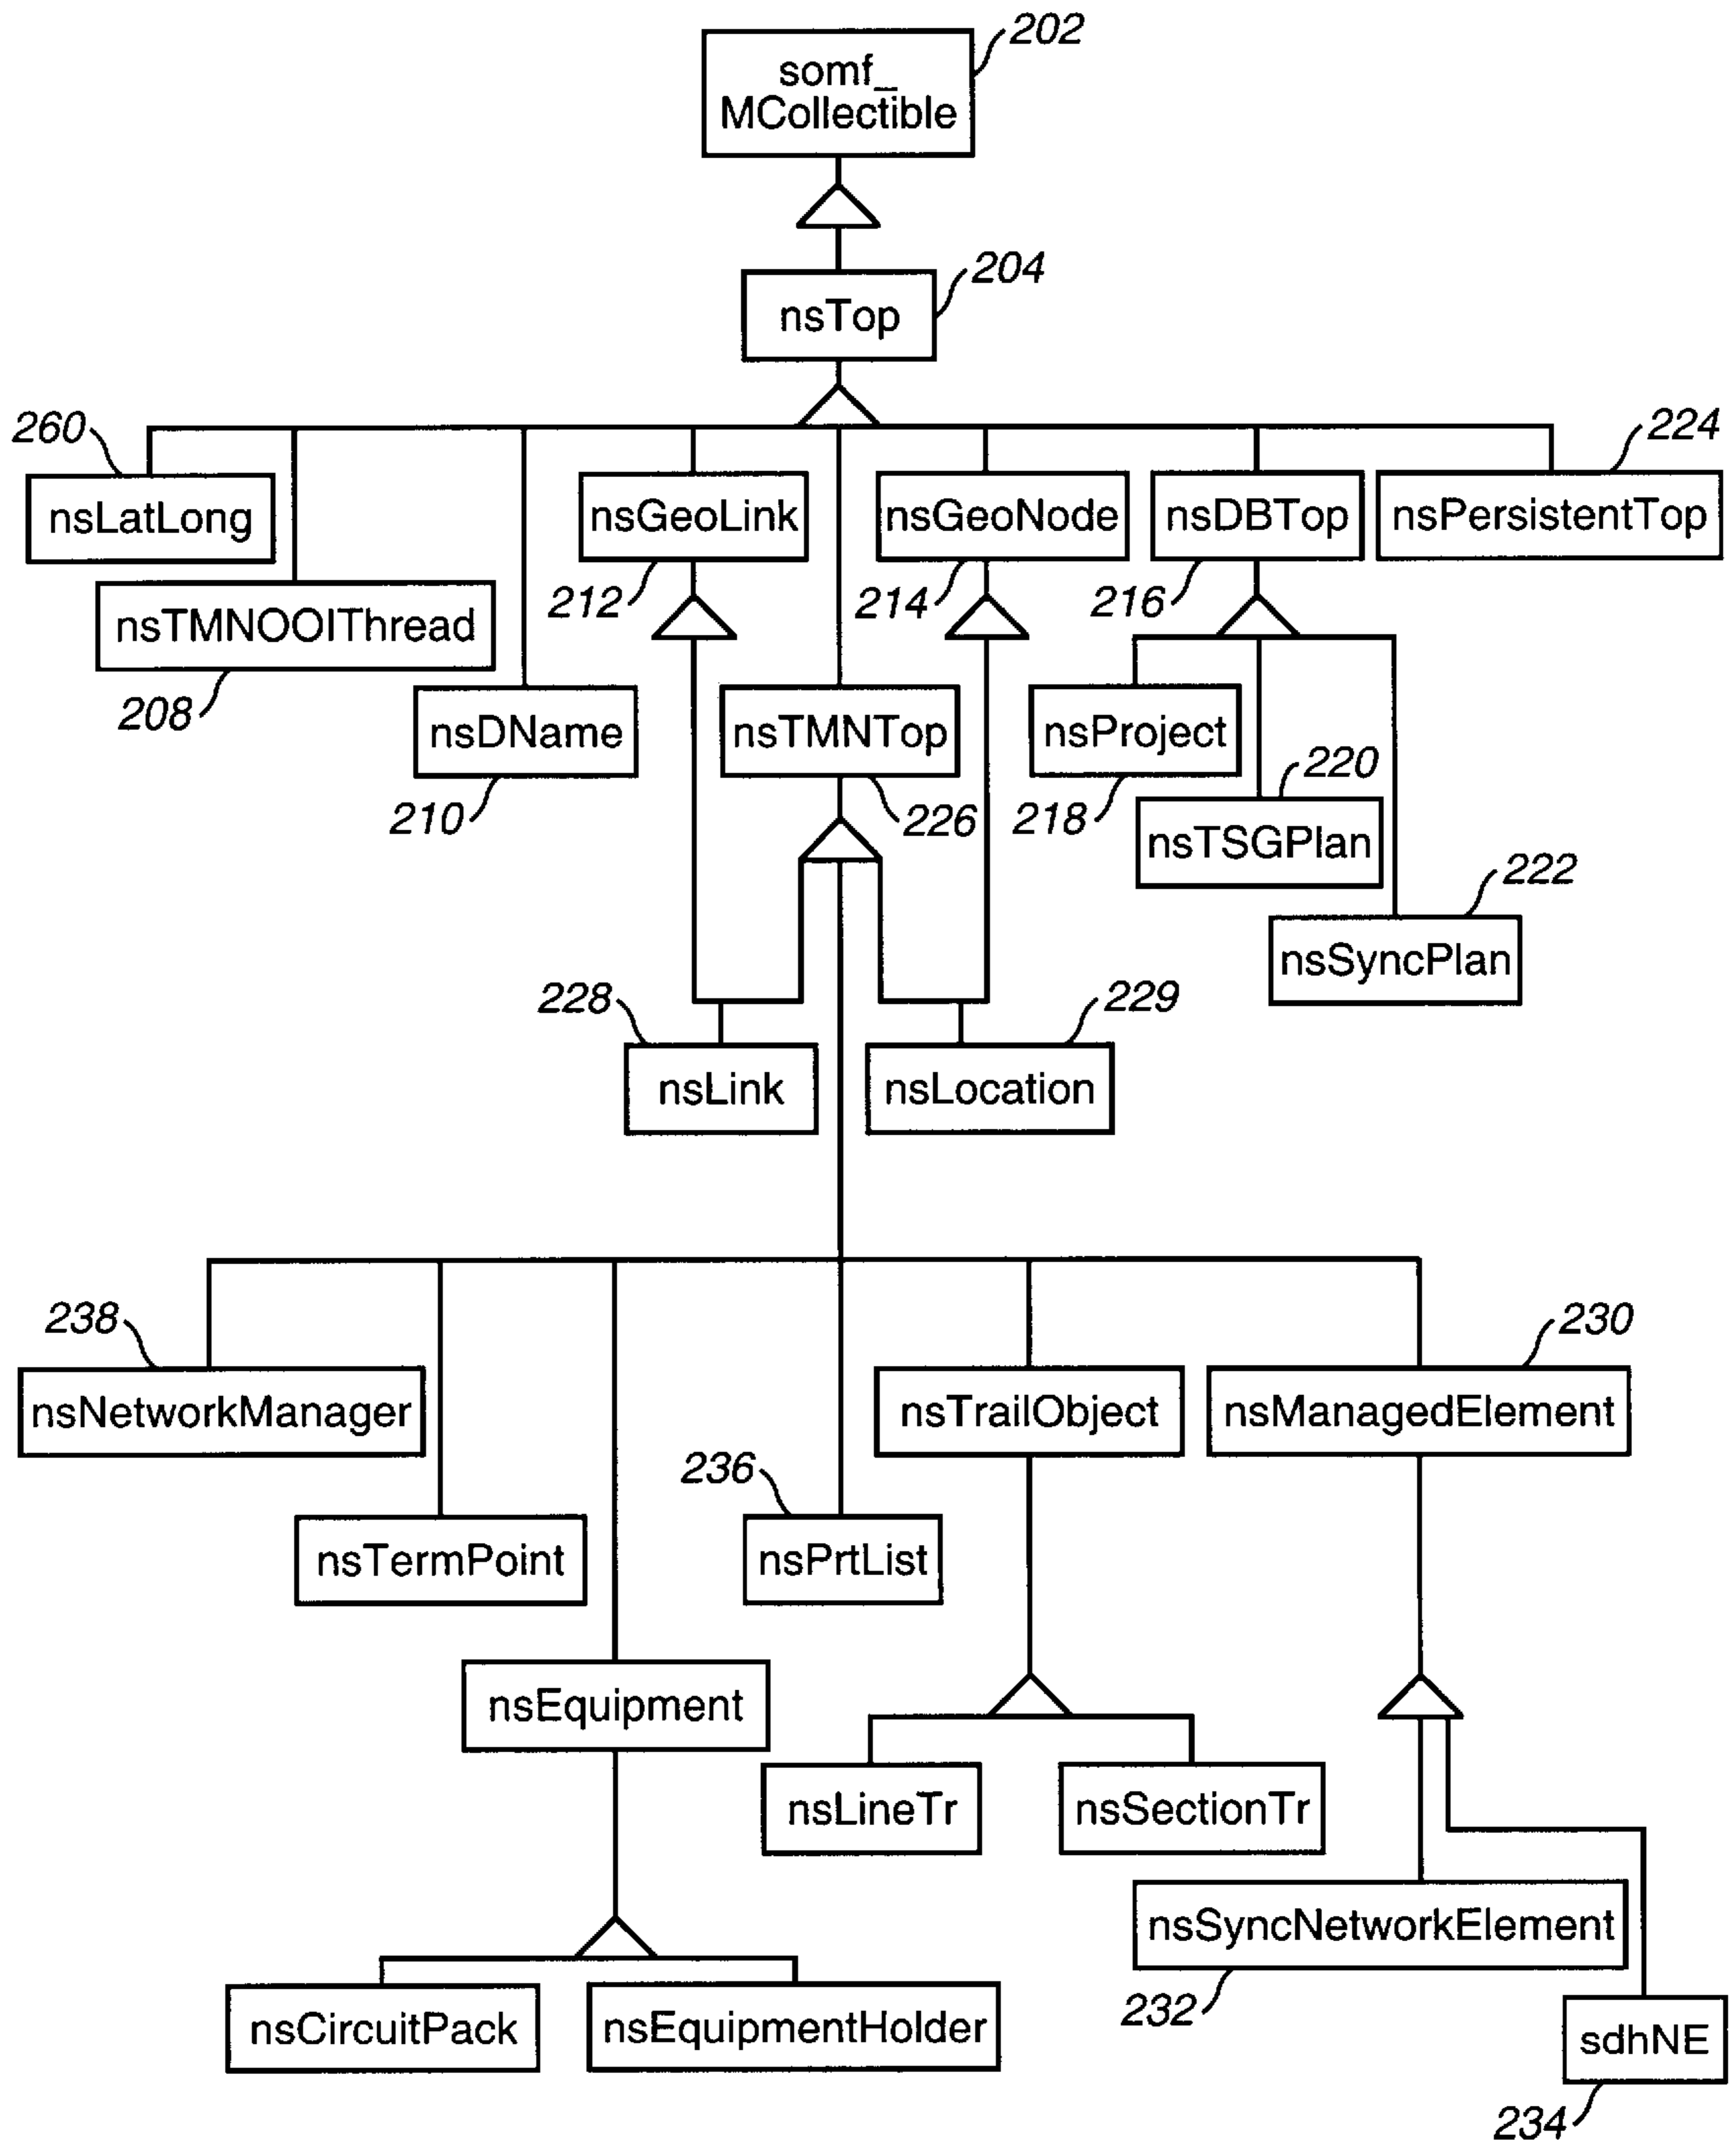 202
somf_
MCollectible
204
nsTop
260
224
nsLatLong
nsGeoLink
nsGeoNode
nsDBTop
nsPersistentTop
212
214
216
nsTMNOOIThread
208
nsDName
nsTMNTop
nsProject
220
210
226
218
nsTSGPlan
222
nsSyncPlan
228
229
nsLink
nsLocation
238
230
nsNetworkManager
nsTrailObject
nsManagedElement
236
nsTermPoint
nsPrtList
nsEquipment
nsLineTr
nsSectionTr
nsSyncNetworkElement
232
nsCircuitPack
nsEquipmentHolder
sdhNE
234